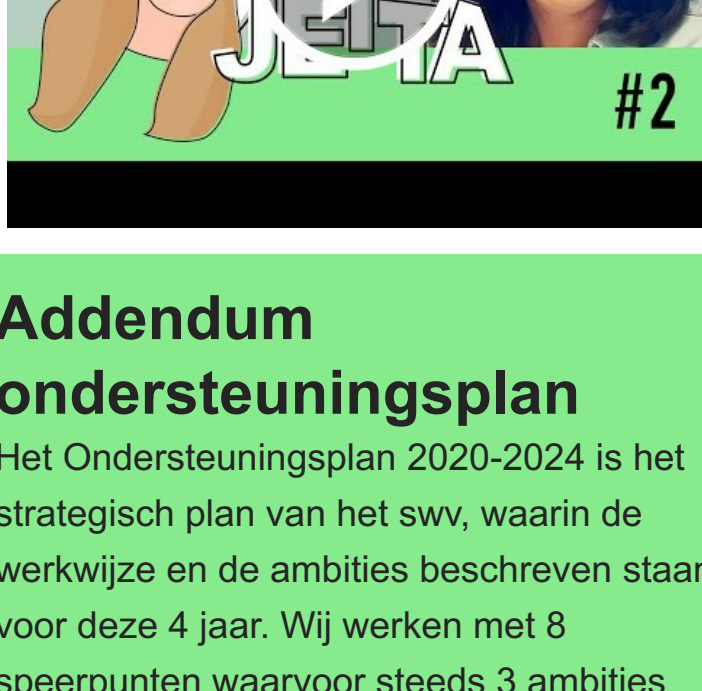 JEITA
#2
Addendum
ondersteuningsplan
Het Ondersteuningsplan 2020-2024 is het
strategisch plan van het swv, waarin de
werkwijze en de ambities beschreven staan
voor deze 4 jaar. Wij werken met 8
speerpunten waarvoor steeds 3 ambities